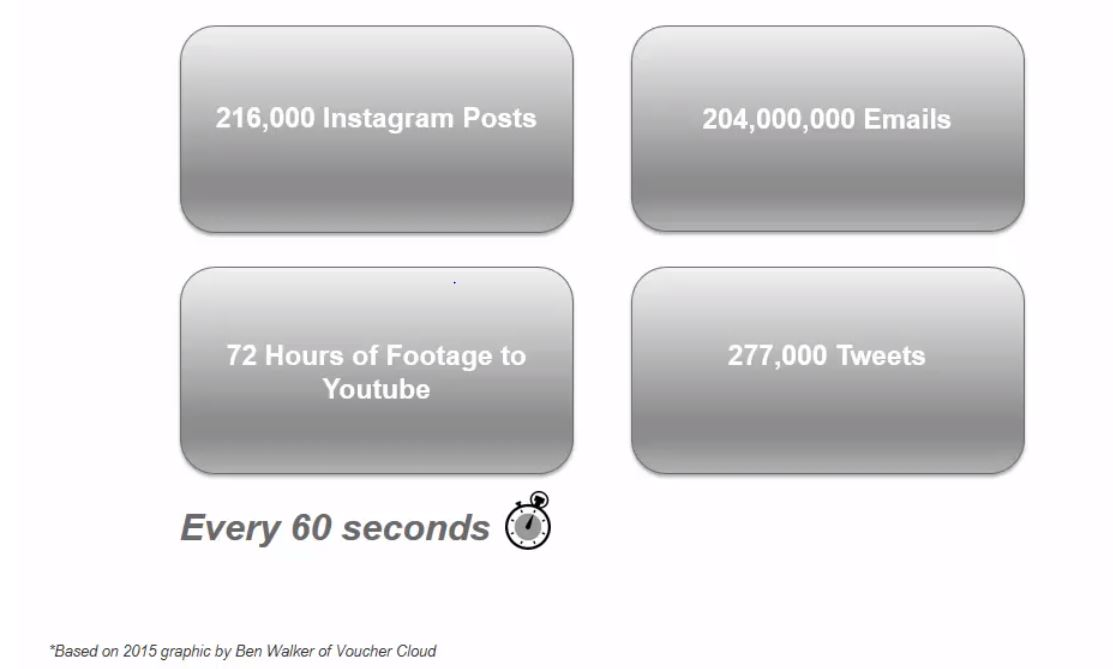 216,000 Instagram Posts
204,000,000 Emails
72 Hours of Footage to
Youtube
277,000 Tweets
Every 60 seconds
*Based on 2015 graphic by Ben Walker of Voucher Cloud